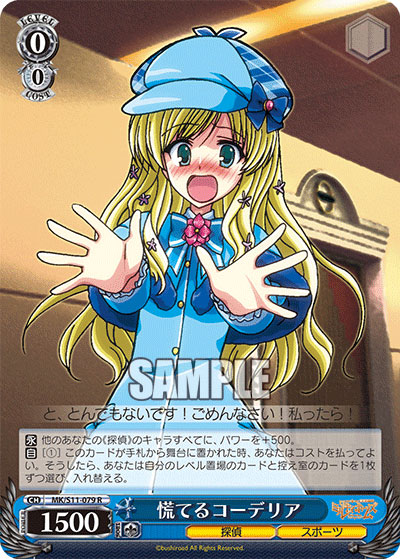 LEVEL
0
0
COST
SAMPLE
と、とんでもないです！ごめんなさい！私ったら！
永 他のあなたの《探偵》のキャラすべてに、パワーを+500。
自 [①] このカードが手札から舞台に置かれた時、あなたはコストを払ってよ
い。そうしたら、あなたは自分のレベル置場のカードと控え室のカードを1枚
ずつ選び、入れ替える。
CH MK/S11-079 R
1500
慌てるコーデリア
探偵
スポーツ
©bushiroad All Rights Reserved.